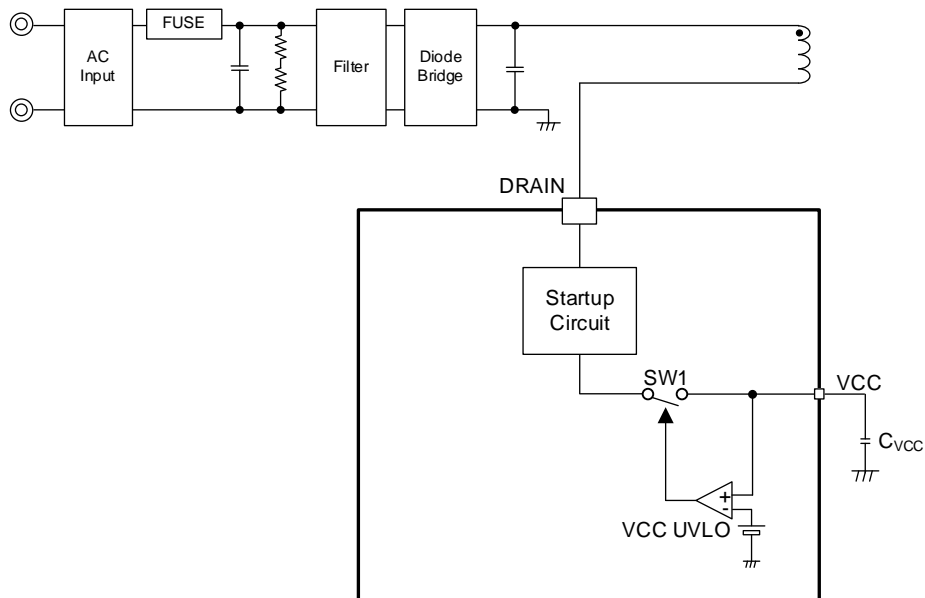 FUSE
AC
Input
Filter
Diode
Bridge
DRAIN
Startup
Circuit
SW1
VCC
CVCC
+
-
VCC UVLO